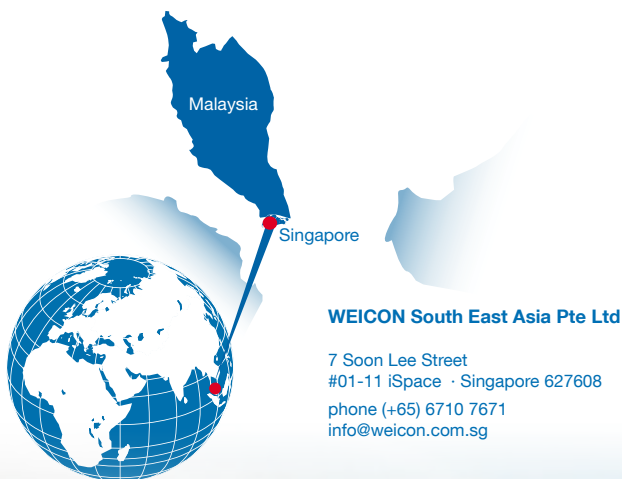 Malaysia
Singapore
WEICON South East Asia Pte Ltd
7 Soon Lee Street
#01-11 iSpace · Singapore 627608
phone (+65) 6710 7671
info@weicon.com.sg